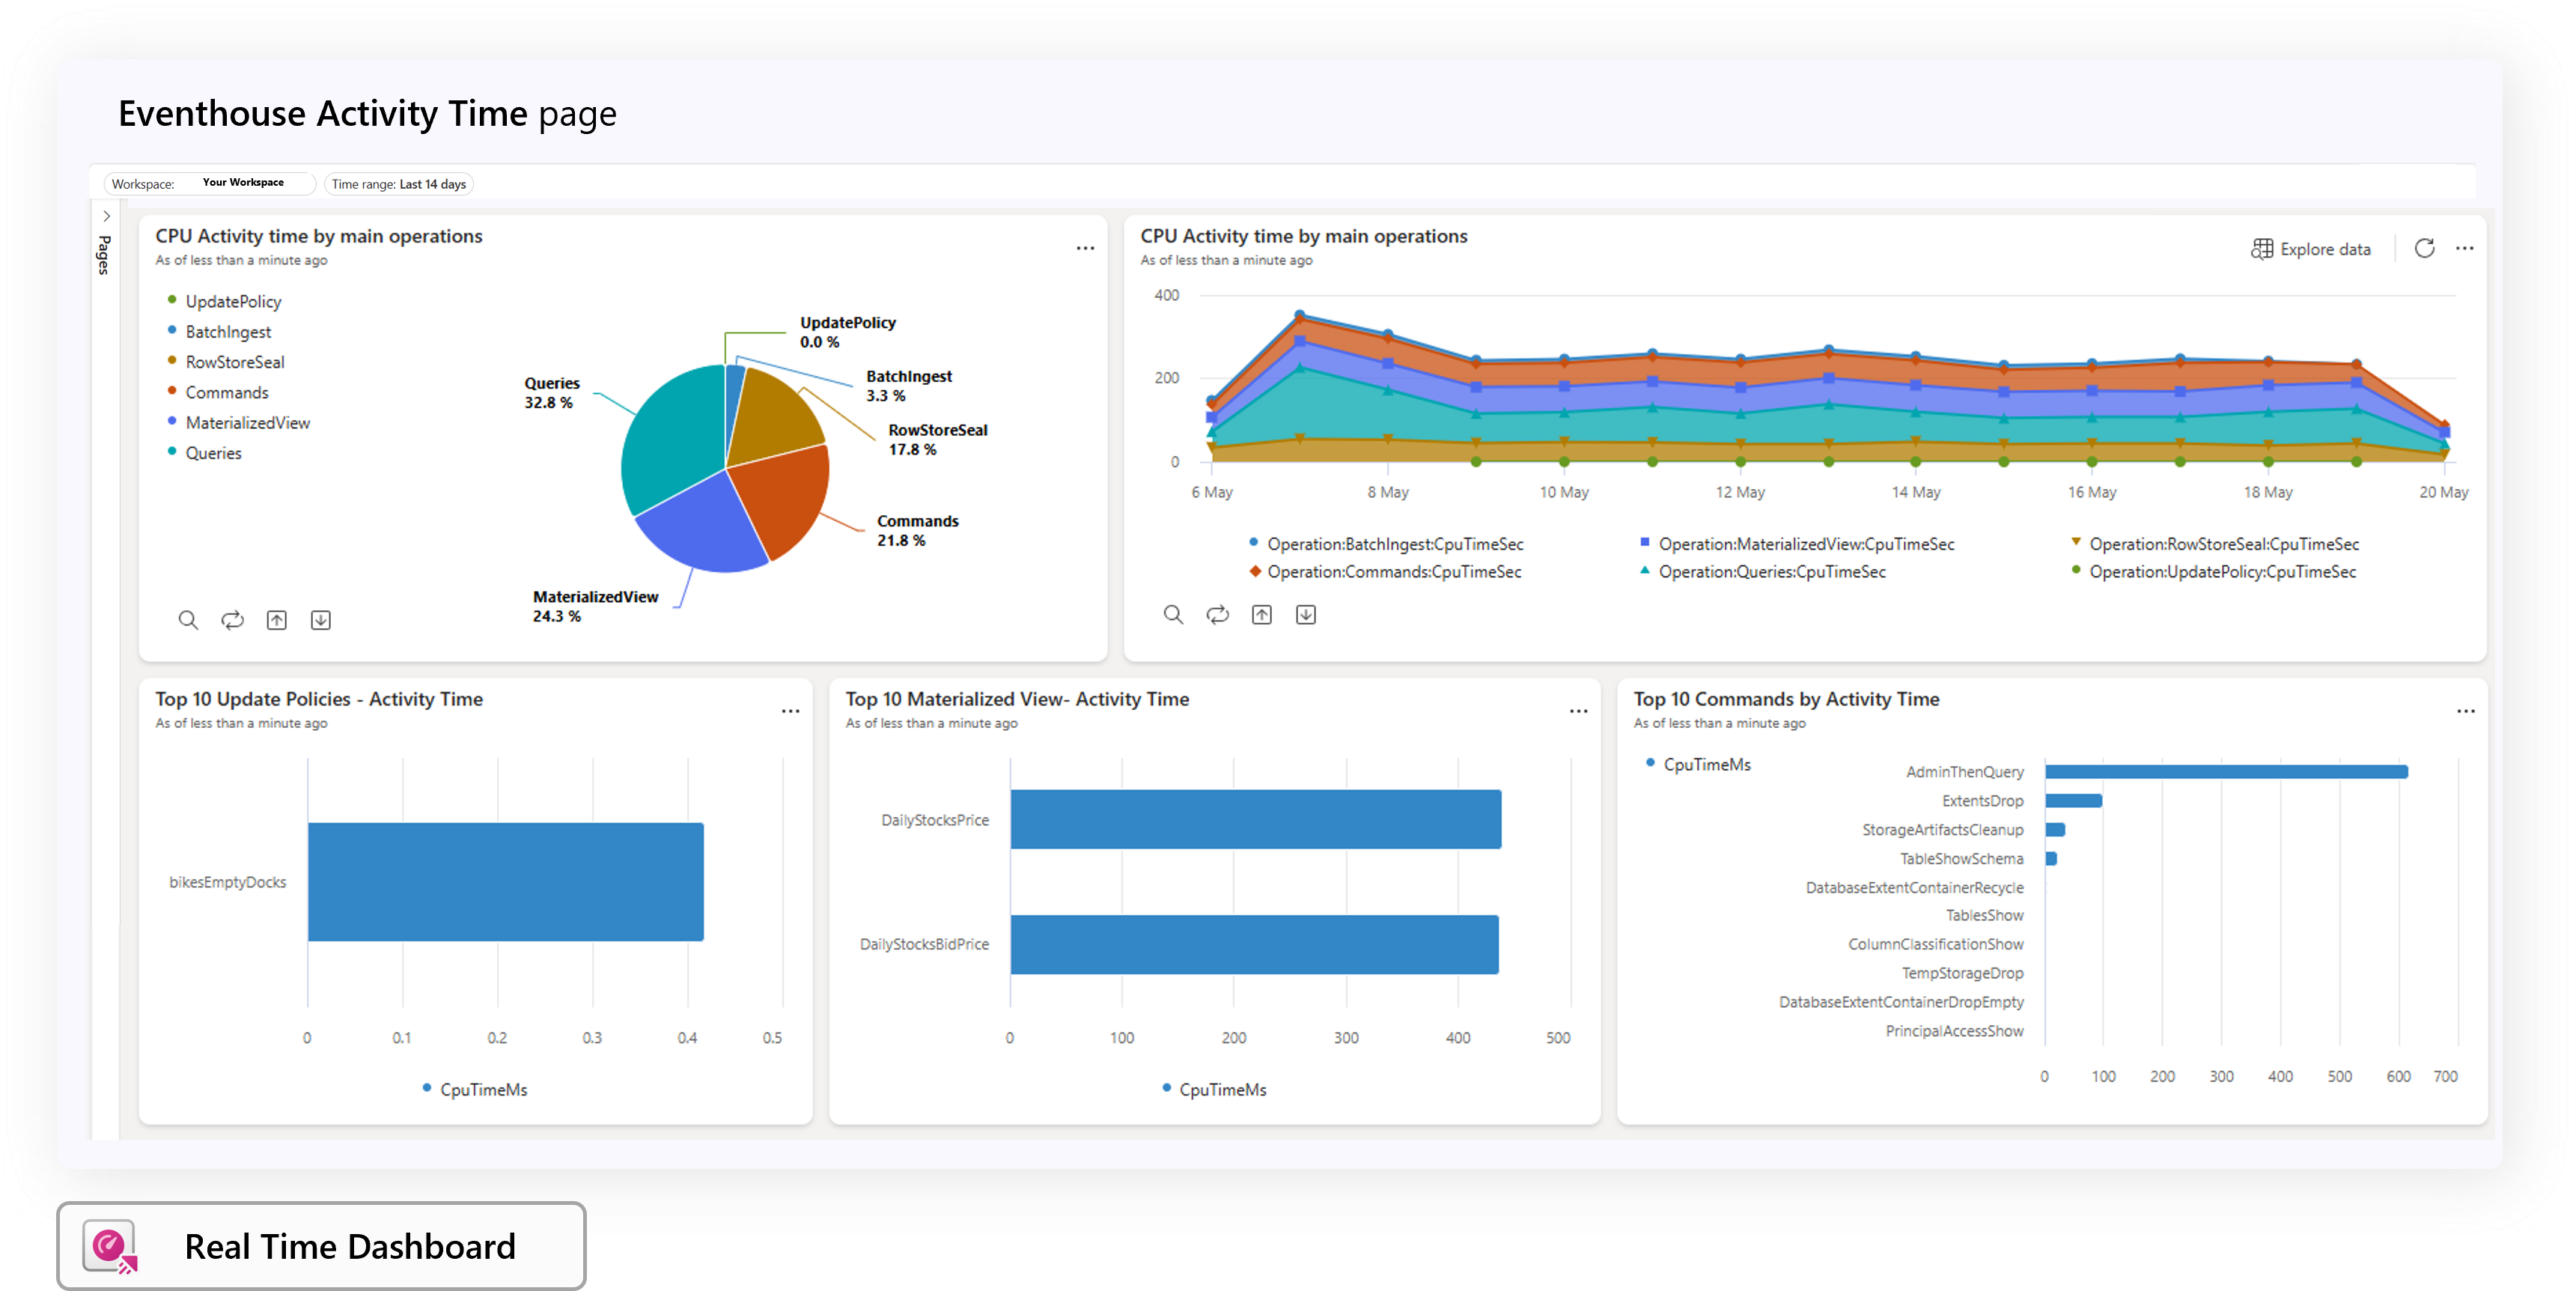 Eventhouse Activity Time page
Workspace: Your Workspace Time range: Last 14 days
Pages
CPU Activity time by main operations
As of less than a minute ago
UpdatePolicy
BatchIngest
RowStoreSeal
Commands
MaterializedView
Queries
UpdatePolicy
0.0 %
BatchIngest
3.3 %
RowStoreSeal
17.8 %
Commands
21.8 %
MaterializedView
24.3 %
Queries
32.8 %
CPU Activity time by main operations
As of less than a minute ago
Explore data
400
200
0
6 May 8 May 10 May 12 May 14 May 16 May 18 May 20 May
Operation:BatchIngest:CpuTimeSec Operation:MaterializedView:CpuTimeSec Operation:RowStoreSeal:CpuTimeSec
Operation:Commands:CpuTimeSec Operation:Queries:CpuTimeSec Operation:UpdatePolicy:CpuTimeSec
Top 10 Update Policies - Activity Time
As of less than a minute ago
bikesEmptyDocks
0 0.1 0.2 0.3 0.4 0.5
CpuTimeMs
Top 10 Materialized View- Activity Time
As of less than a minute ago
DailyStocksPrice
DailyStocksBidPrice
0 100 200 300 400 500
CpuTimeMs
Top 10 Commands by Activity Time
As of less than a minute ago
CpuTimeMs
AdminThenQuery
ExtentsDrop
StorageArtifactsCleanup
TableShowSchema
DatabaseExtentContainerRecycle
TablesShow
ColumnClassificationShow
TempStorageDrop
DatabaseExtentContainerDropEmpty
PrincipalAccessShow
0 100 200 300 400 500 600 700
Real Time Dashboard